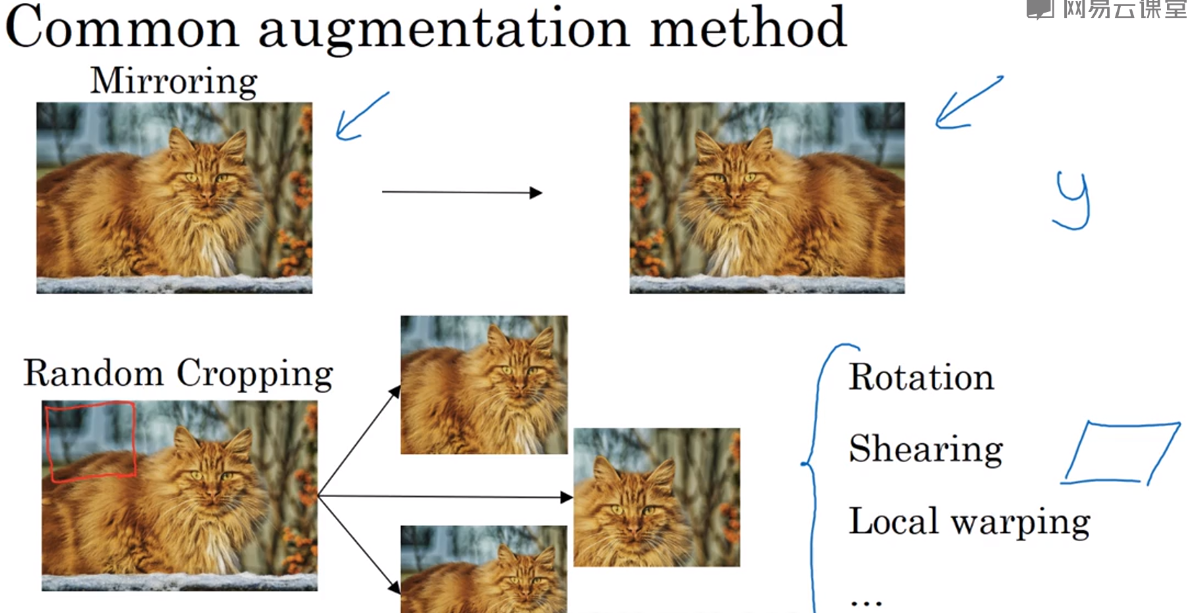 网易云课堂
Common augmentation method
Mirroring
y
Random Cropping
Rotation
Shearing
Local warping
...